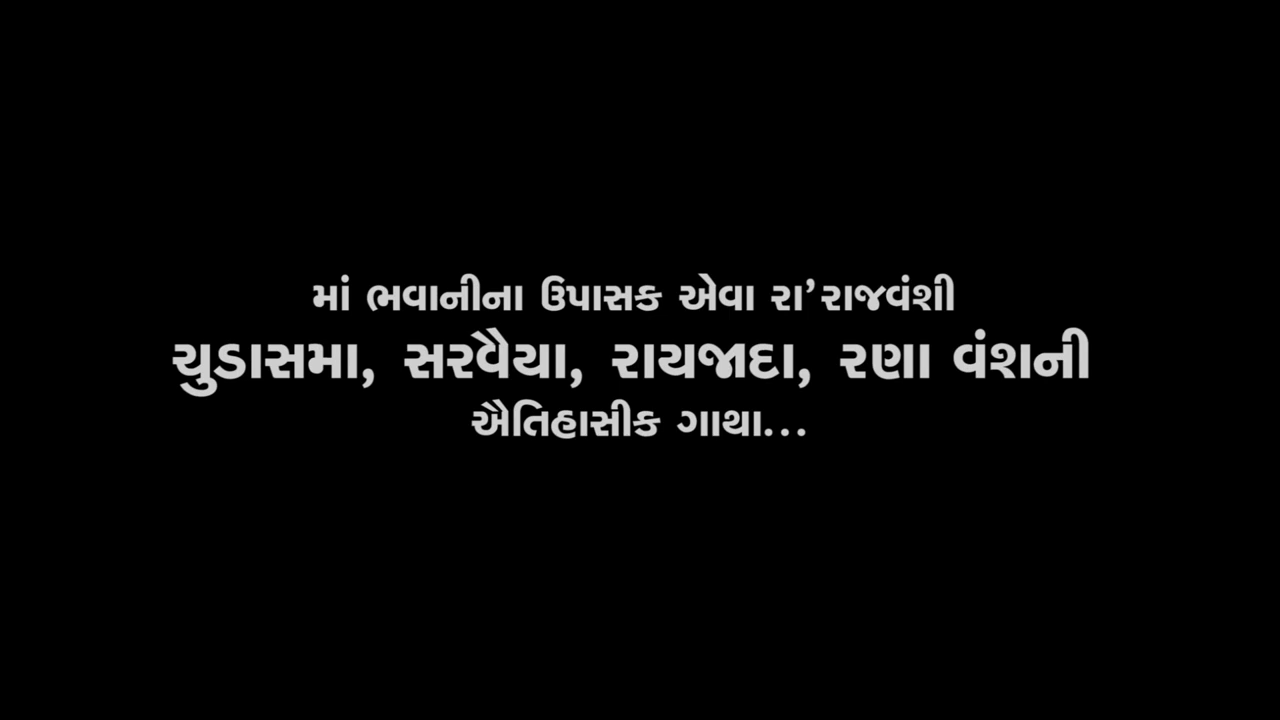 માં ભવાનીના ઉપાસક એવા રા’રાજવંશી
ચુડાસમા, સરવૈયા, રાયજાદા, રણા વંશની
ઐતિહાસીક ગાથા...